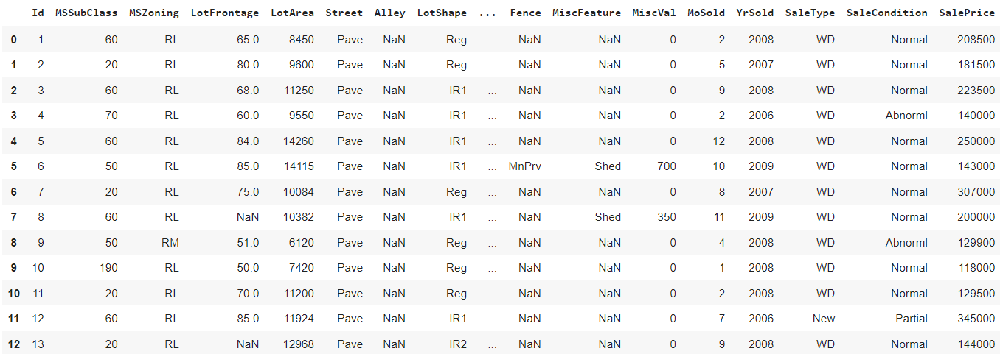 Id MSSubClass MSZoning LotFrontage LotArea Street Alley LotShape ... Fence MiscFeature MiscVal MoSold YrSold SaleType SaleCondition SalePrice
0 1 60 RL 65.0 8450 Pave NaN Reg ... NaN NaN 0 2 2008 WD Normal 208500
1 2 20 RL 80.0 9600 Pave NaN Reg ... NaN NaN 0 5 2007 WD Normal 181500
2 3 60 RL 68.0 11250 Pave NaN IR1 ... NaN NaN 0 9 2008 WD Normal 223500
3 4 70 RL 60.0 9550 Pave NaN IR1 ... NaN NaN 0 2 2006 WD Abnorml 140000
4 5 60 RL 84.0 14260 Pave NaN IR1 ... NaN NaN 0 12 2008 WD Normal 250000
5 6 50 RL 85.0 14115 Pave NaN IR1 ... MnPrv Shed 700 10 2009 WD Normal 143000
6 7 20 RL 75.0 10084 Pave NaN Reg ... NaN NaN 0 8 2007 WD Normal 307000
7 8 60 RL NaN 10382 Pave NaN IR1 ... NaN Shed 350 11 2009 WD Normal 200000
8 9 50 RM 51.0 6120 Pave NaN Reg ... NaN NaN 0 4 2008 WD Abnorml 129900
9 10 190 RL 50.0 7420 Pave NaN Reg ... NaN NaN 0 1 2008 WD Normal 118000
10 11 20 RL 70.0 11200 Pave NaN Reg ... NaN NaN 0 2 2008 WD Normal 129500
11 12 60 RL 85.0 11924 Pave NaN IR1 ... NaN NaN 0 7 2006 New Partial 345000
12 13 20 RL NaN 12968 Pave NaN IR2 ... NaN NaN 0 9 2008 WD Normal 144000